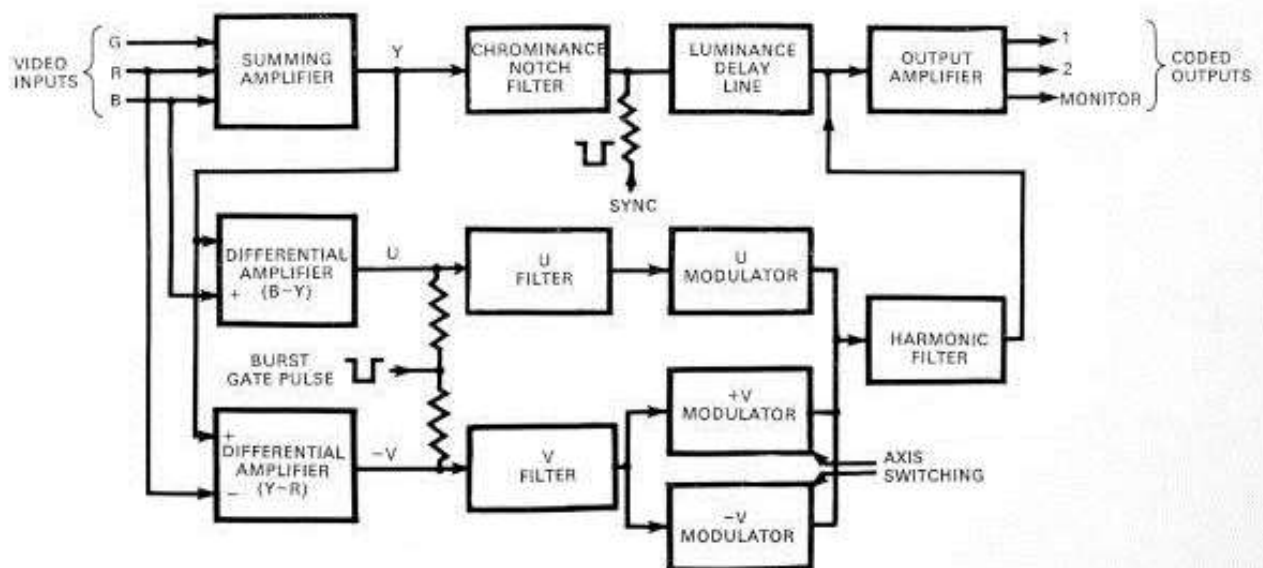 VIDEO
INPUTS
G
R
B
SUMMING
AMPLIFIER
Y
CHROMINANCE
NOTCH
FILTER
LUMINANCE
DELAY
LINE
OUTPUT
AMPLIFIER
1
2
MONITOR
CODED
OUTPUTS
SYNC
DIFFERENTIAL
AMPLIFIER
(B-Y)
+
U
U
FILTER
U
MODULATOR
HARMONIC
FILTER
BURST
GATE PULSE
+
DIFFERENTIAL
AMPLIFIER
(Y-R)
-
-V
V
FILTER
+V
MODULATOR
-V
MODULATOR
AXIS
SWITCHING